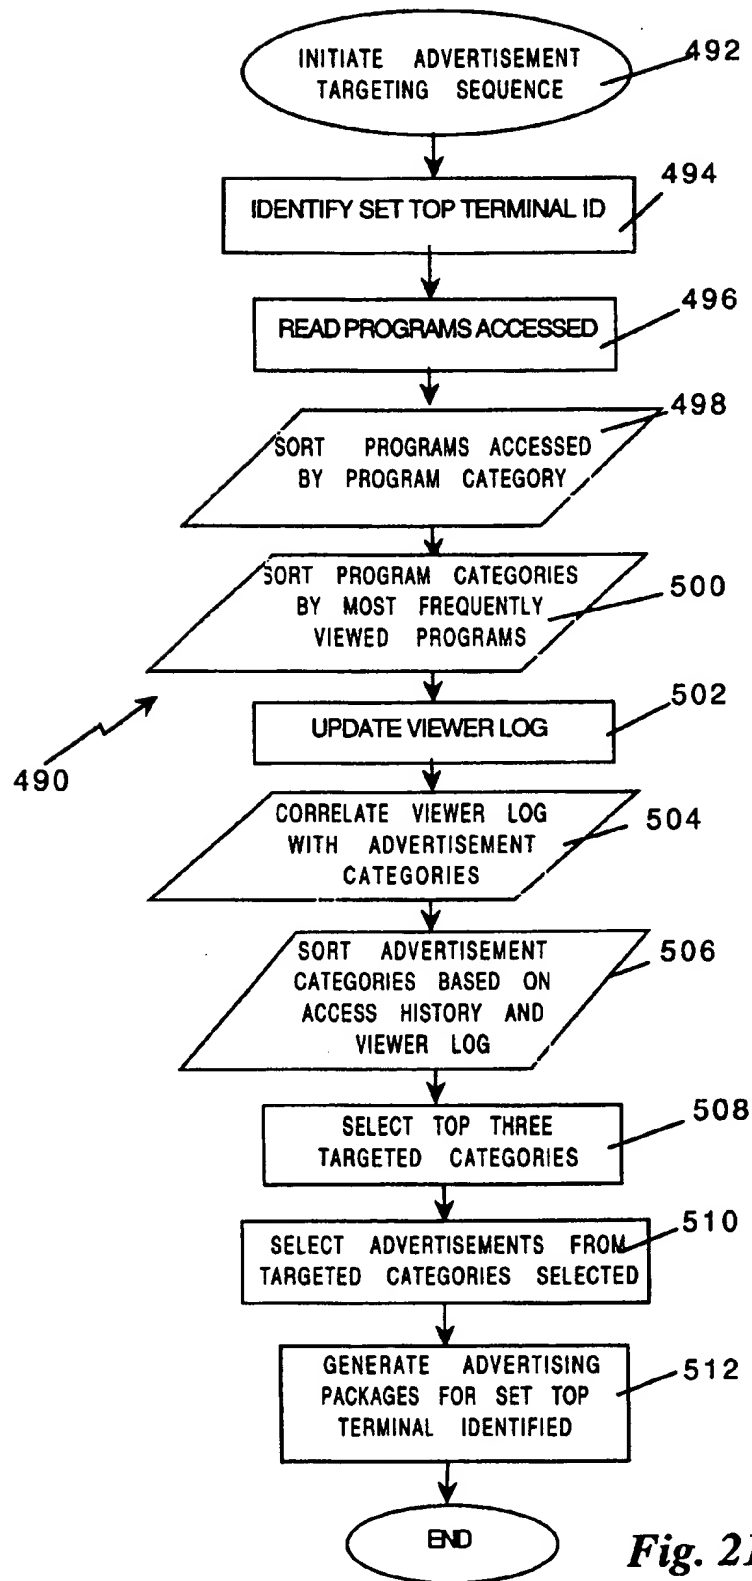 INITIATE ADVERTISEMENT
TARGETING SEQUENCE
492
IDENTIFY SET TOP TERMINAL ID
494
READ PROGRAMS ACCESSED
496
SORT PROGRAMS ACCESSED
BY PROGRAM CATEGORY
498
SORT PROGRAM CATEGORIES
BY MOST FREQUENTLY
VIEWED PROGRAMS
500
UPDATE VIEWER LOG
502
490
CORRELATE VIEWER LOG
WITH ADVERTISEMENT
CATEGORIES
504
SORT ADVERTISEMENT
CATEGORIES BASED ON
ACCESS HISTORY AND
VIEWER LOG
506
SELECT TOP THREE
TARGETED CATEGORIES
508
SELECT ADVERTISEMENTS FROM
TARGETED CATEGORIES SELECTED
510
GENERATE ADVERTISING
PACKAGES FOR SET TOP
TERMINAL IDENTIFIED
512
END
Fig. 21